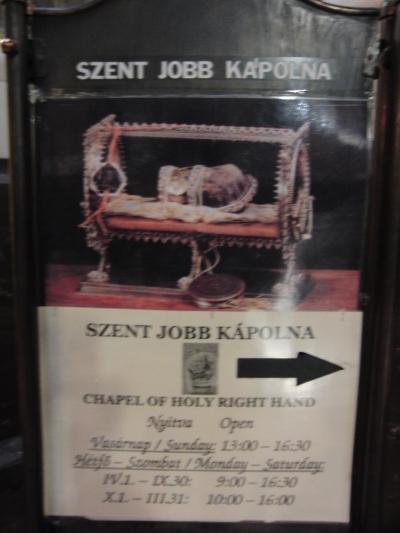 SZENT JOBB KÁPOLNA
SZENT JOBB KÁPOLNA
CHAPEL OF HOLY RIGHT HAND
Nyitva Open
Vasárnap / Sunday: 13:00 – 16:30
Hétfő – Szombat / Monday – Saturday:
IV.1. – IX.30: 9:00 – 16:30
X.1. – III.31: 10:00 – 16:00